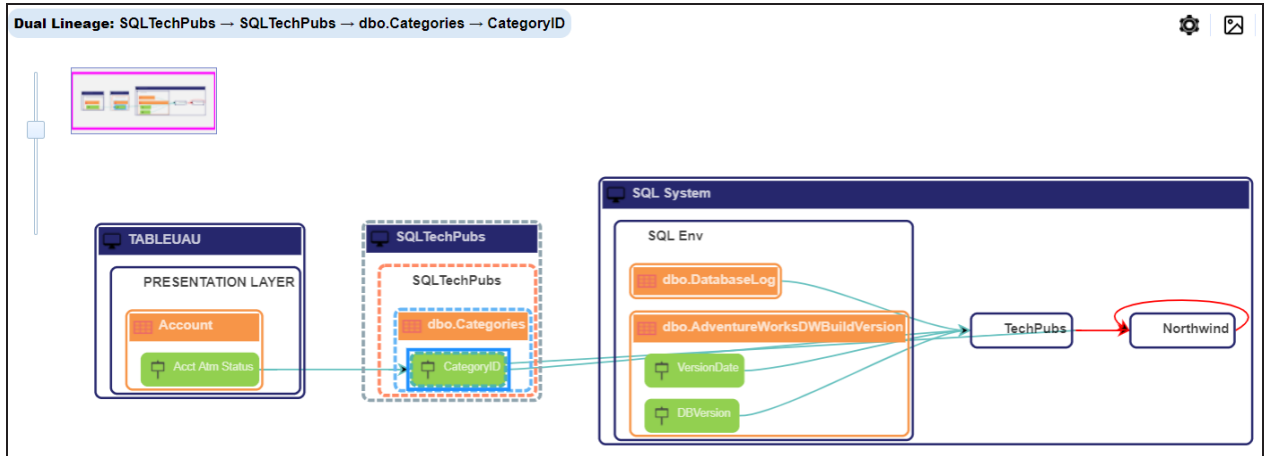 Dual Lineage: SQLTechPubs → SQLTechPubs → dbo.Categories → CategoryID
TABLEUAU
PRESENTATION LAYER
Account
Acct Atm Status
SQLTechPubs
SQLTechPubs
dbo.Categories
CategoryID
SQL System
SQL Env
dbo.DatabaseLog
dbo.AdventureWorksDWBuildVersion
VersionDate
DBVersion
TechPubs
Northwind